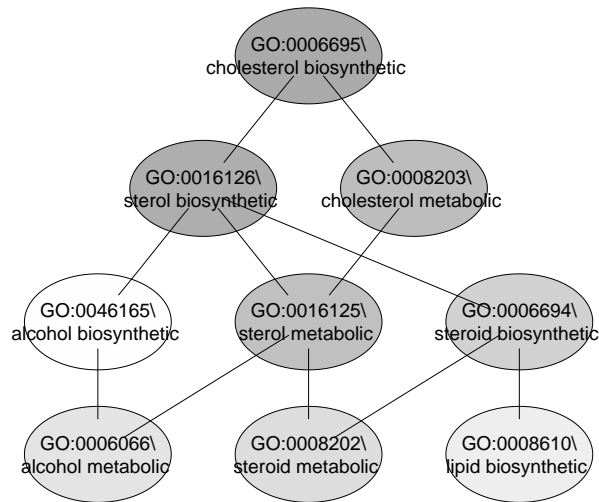 GO:0006695\
cholesterol biosynthetic
GO:0016126\
sterol biosynthetic
GO:0008203\
cholesterol metabolic
GO:0046165\
alcohol biosynthetic
GO:0016125\
sterol metabolic
GO:0006694\
steroid biosynthetic
GO:0006066\
alcohol metabolic
GO:0008202\
steroid metabolic
GO:0008610\
lipid biosynthetic